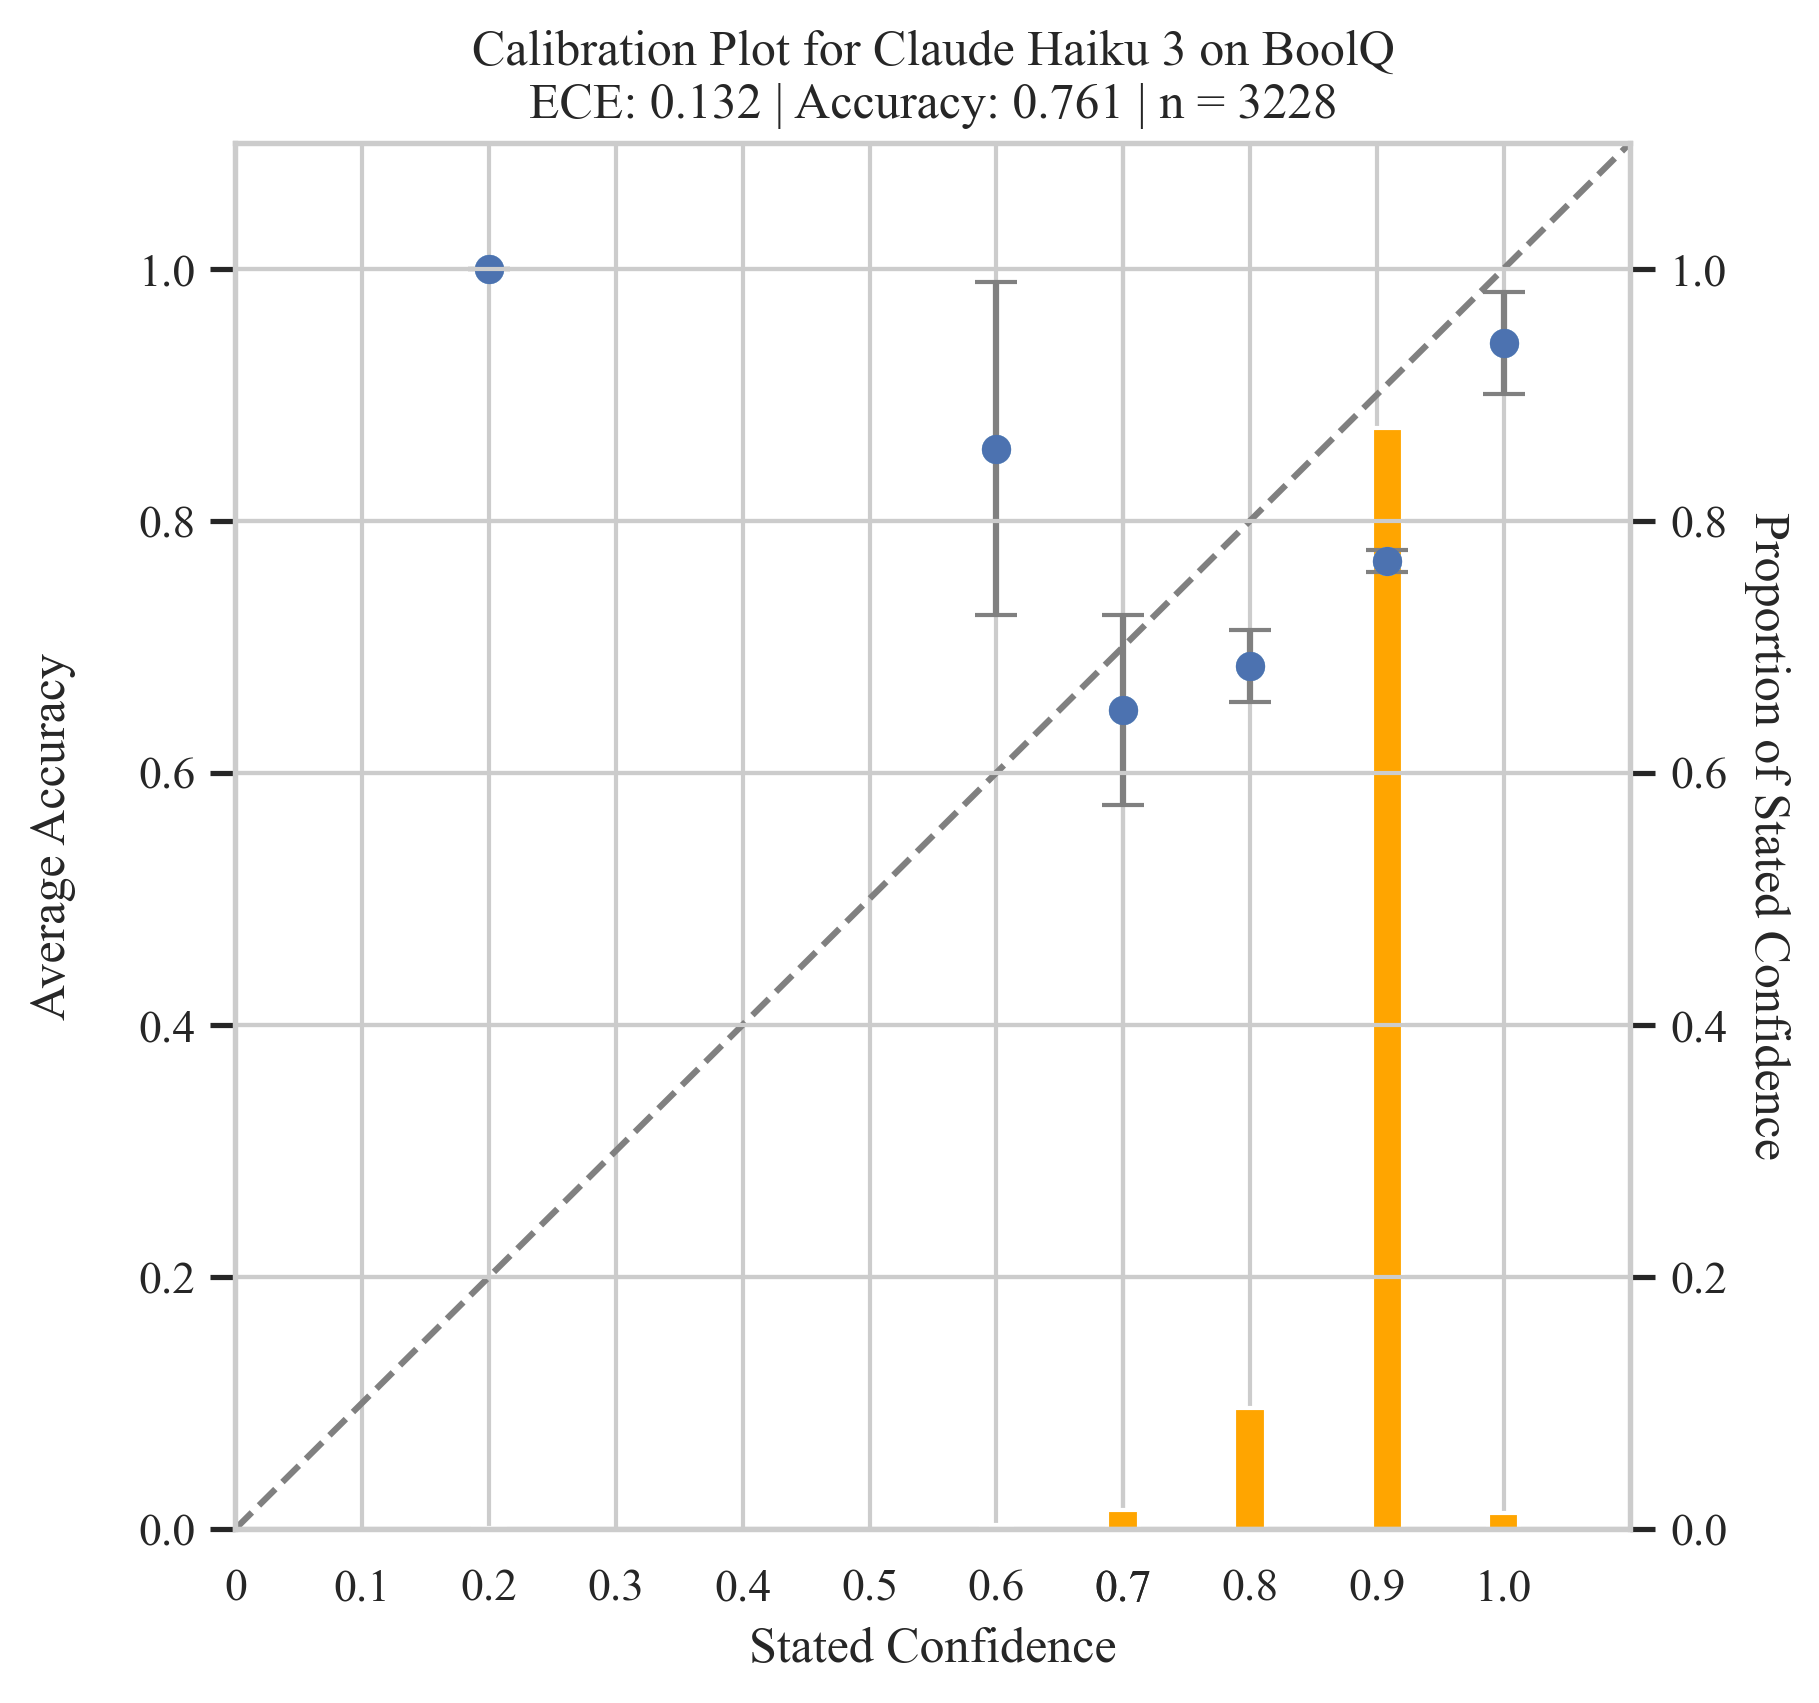 Calibration Plot for Claude Haiku 3 on BoolQ
ECE: 0.132 | Accuracy: 0.761 | n = 3228
Average Accuracy
1.0
0.8
0.6
0.4
0.2
0.0
0 0.1 0.2 0.3 0.4 0.5 0.6 0.7 0.8 0.9 1.0
Stated Confidence
1.0
0.8
0.6
0.4
0.2
0.0
Proportion of Stated Confidence